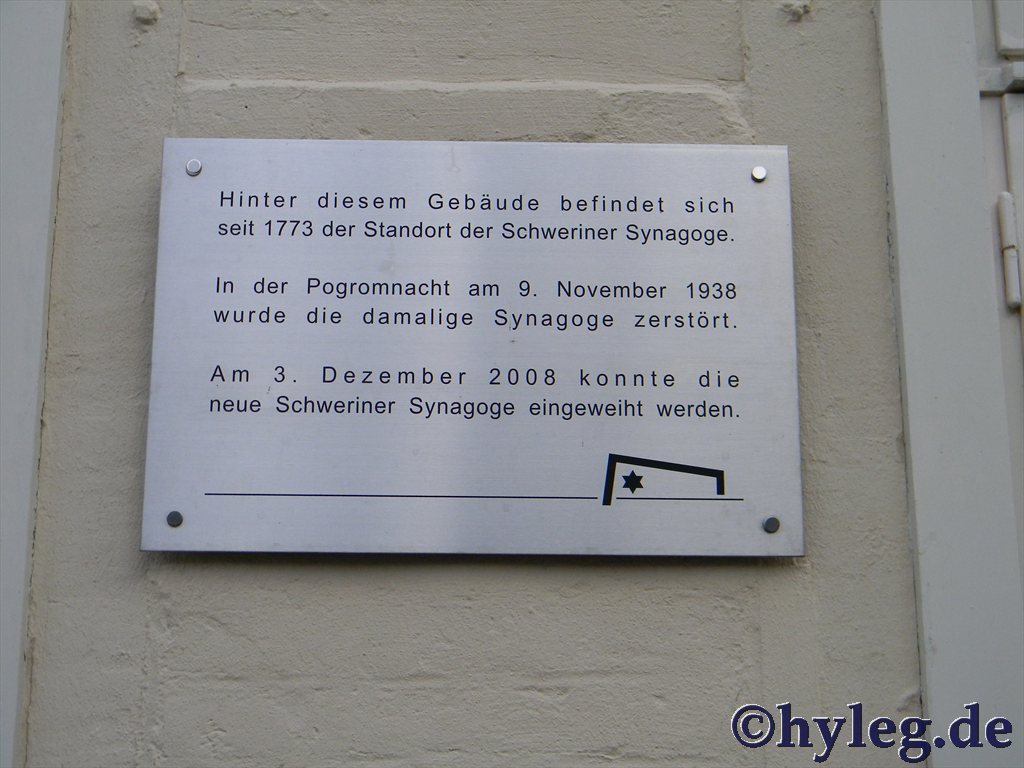 Hinter diesem Gebäude befindet sich
seit 1773 der Standort der Schweriner Synagoge.
In der Pogromnacht am 9. November 1938
wurde die damalige Synagoge zerstört.
Am 3. Dezember 2008 konnte die
neue Schweriner Synagoge eingeweiht werden.
©hyleg.de